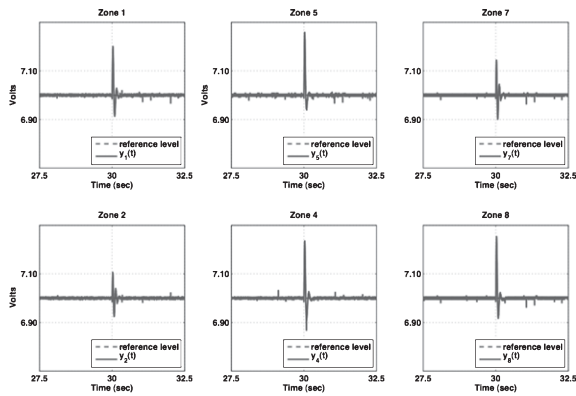 Zone 1
Volts
7.10
6.90
reference level
y1(t)
27.5
30
32.5
Time (sec)
Zone 5
Volts
7.10
6.90
reference level
y5(t)
27.5
30
32.5
Time (sec)
Zone 7
7.10
6.90
reference level
y7(t)
27.5
30
32.5
Time (sec)
Zone 2
Volts
7.10
6.90
reference level
y2(t)
27.5
30
32.5
Time (sec)
Zone 4
7.10
6.90
reference level
y4(t)
27.5
30
32.5
Time (sec)
Zone 8
7.10
6.90
reference level
y8(t)
27.5
30
32.5
Time (sec)